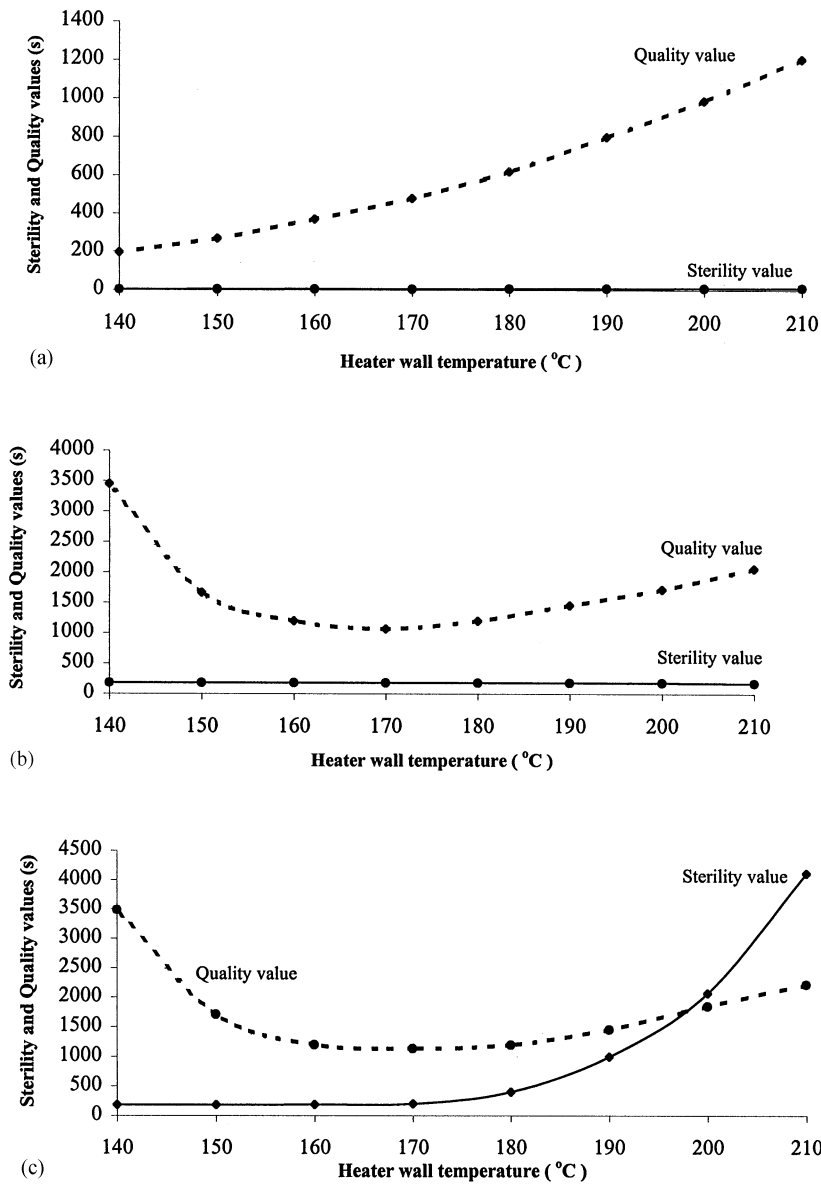 Sterility and Quality values (s)
1400
1200
1000
800
600
400
200
0
Quality value
Sterility value
140 150 160 170 180 190 200 210
(a)
Heater wall temperature ( °C )
Sterility and Quality values (s)
4000
3500
3000
2500
2000
1500
1000
500
0
Quality value
Sterility value
140 150 160 170 180 190 200 210
(b)
Heater wall temperature ( °C )
Sterility and Quality values (s)
4500
4000
3500
3000
2500
2000
1500
1000
500
0
Sterility value
Quality value
140 150 160 170 180 190 200 210
(c)
Heater wall temperature ( °C )